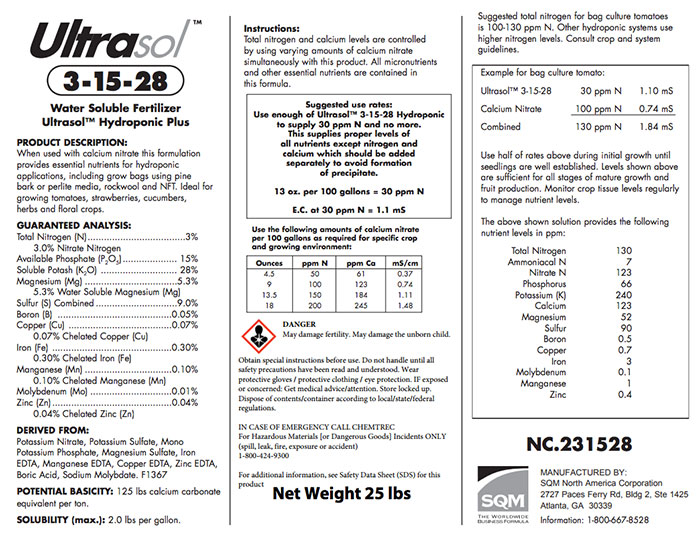 Ultrasol™
3-15-28
Water Soluble Fertilizer
Ultrasol™ Hydroponic Plus
PRODUCT DESCRIPTION:
When used with calcium nitrate this formulation
provides essential nutrients for hydroponic
applications, including grow bags using pine
bark or perlite media, rockwool and NFT. Ideal for
growing tomatoes, strawberries, cucumbers,
herbs and floral crops.
GUARANTEED ANALYSIS:
Total Nitrogen (N)..............................3%
3.0% Nitrate Nitrogen
Available Phosphate (P₂O₅)................ 15%
Soluble Potash (K₂O) ........................ 28%
Magnesium (Mg)..............................5.3%
5.3% Water Soluble Magnesium (Mg)
Sulfur (S) Combined..........................9.0%
Boron (B) ........................................0.05%
Copper (Cu) ...................................0.07%
0.07% Chelated Copper (Cu)
Iron (Fe) .........................................0.30%
0.30% Chelated Iron (Fe)
Manganese (Mn)..............................0.10%
0.10% Chelated Manganese (Mn)
Molybdenum (Mo)............................0.01%
Zinc (Zn)..........................................0.04%
0.04% Chelated Zinc (Zn)
DERIVED FROM:
Potassium Nitrate, Potassium Sulfate, Mono
Potassium Phosphate, Magnesium Sulfate, Iron
EDTA, Manganese EDTA, Copper EDTA, Zinc EDTA,
Boric Acid, Sodium Molybdate. F1367
POTENTIAL BASICITY: 125 lbs calcium carbonate
equivalent per ton.
SOLUBILITY (max.): 2.0 lbs per gallon.
Instructions:
Total nitrogen and calcium levels are controlled
by using varying amounts of calcium nitrate
simultaneously with this product. All micronutrients
and other essential nutrients are contained in
this formula.
Suggested use rates:
Use enough of Ultrasol™ 3-15-28 Hydroponic
to supply 30 ppm N and no more.
This supplies proper levels of
all nutrients except nitrogen and
calcium which should be added
separately to avoid formation
of precipitate.
13 oz. per 100 gallons = 30 ppm N
E.C. at 30 ppm N = 1.1 mS
Use the following amounts of calcium nitrate
per 100 gallons as required for specific crop
and growing environment:
Ounces ppm N ppm Ca mS/cm
4.5 50 61 0.37
9 100 123 0.74
13.5 150 184 1.11
18 200 245 1.48
DANGER
May damage fertility. May damage the unborn child.
Obtain special instructions before use. Do not handle until all
safety precautions have been read and understood. Wear
protective gloves / protective clothing / eye protection. IF exposed
or concerned: Get medical advice/attention. Store locked up.
Dispose of contents/container according to local/state/federal
regulations.
IN CASE OF EMERGENCY CALL CHEMTREC
For Hazardous Materials [or Dangerous Goods] Incidents ONLY
(spill, leak, fire, exposure or accident)
1-800-424-9300
For additional information, see Safety Data Sheet (SDS) for this
product
Net Weight 25 lbs
Suggested total nitrogen for bag culture tomatoes
is 100-130 ppm N. Other hydroponic systems use
higher nitrogen levels. Consult crop and system
guidelines.
Example for bag culture tomato:
Ultrasol™ 3-15-28 30 ppm N 1.10 mS
Calcium Nitrate 100 ppm N 0.74 mS
Combined 130 ppm N 1.84 mS
Use half of rates above during initial growth until
seedlings are well established. Levels shown above
are sufficient for all stages of mature growth and
fruit production. Monitor crop tissue levels regularly
to manage nutrient levels.
The above shown solution provides the following
nutrient levels in ppm:
Total Nitrogen 130
Ammoniacal N 7
Nitrate N 123
Phosphorus 66
Potassium (K) 240
Calcium 123
Magnesium 52
Sulfur 90
Boron 0.5
Copper 0.7
Iron 3
Molybdenum 0.1
Manganese 1
Zinc 0.4
NC.231528
SQM
THE WORLDWIDE
BUSINESS FORMULA
MANUFACTURED BY:
SQM North America Corporation
2727 Paces Ferry Rd, Bldg 2, Ste 1425
Atlanta, GA 30339
Information: 1-800-667-8528